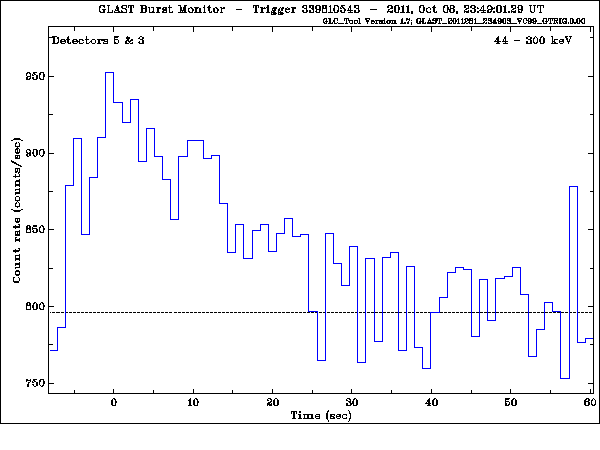 GLAST Burst Monitor – Trigger 339810543 – 2011, Oct 08, 23:49:01.29 UT
GLC_Tool Version 1.7; GLAST_2011281_234903_VC99_GTRIG.0.00
Detectors 5 & 3
44 - 300 keV
950
900
850
800
750
Count rate (counts/sec)
0 10 20 30 40 50 60
Time (sec)